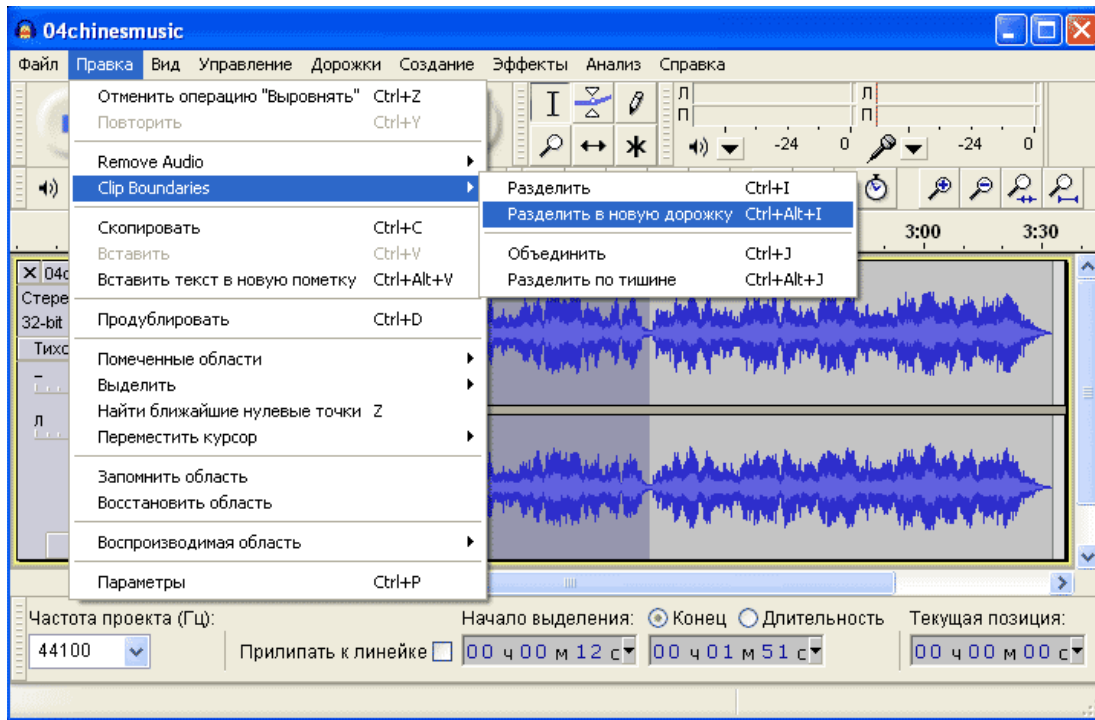 04chinesmusic
Файл Правка Вид Управление Дорожки Создание Эффекты Анализ Справка
Отменить операцию "Выровнять" Ctrl+Z
Повторить Ctrl+Y
Remove Audio
Clip Boundaries
Скопировать Ctrl+C
Вставить Ctrl+V
Вставить текст в новую пометку Ctrl+Alt+V
Продублировать Ctrl+D
Помеченные области
Выделить
Найти ближайшие нулевые точки Z
Переместить курсор
Запомнить область
Восстановить область
Воспроизводимая область
Параметры Ctrl+P
Разделить Ctrl+I
Разделить в новую дорожку Ctrl+Alt+I
Объединить Ctrl+J
Разделить по тишине Ctrl+Alt+J
Л Л
П П
-24 0 -24 0
3:00 3:30
04c
Стере
32-bit
Тихо
Л
Частота проекта (Гц): Начало выделения: Конец Длительность Текущая позиция:
44100 Прилипать к линейке 00 ч 00 м 12 с 00 ч 01 м 51 с 00 ч 00 м 00 с